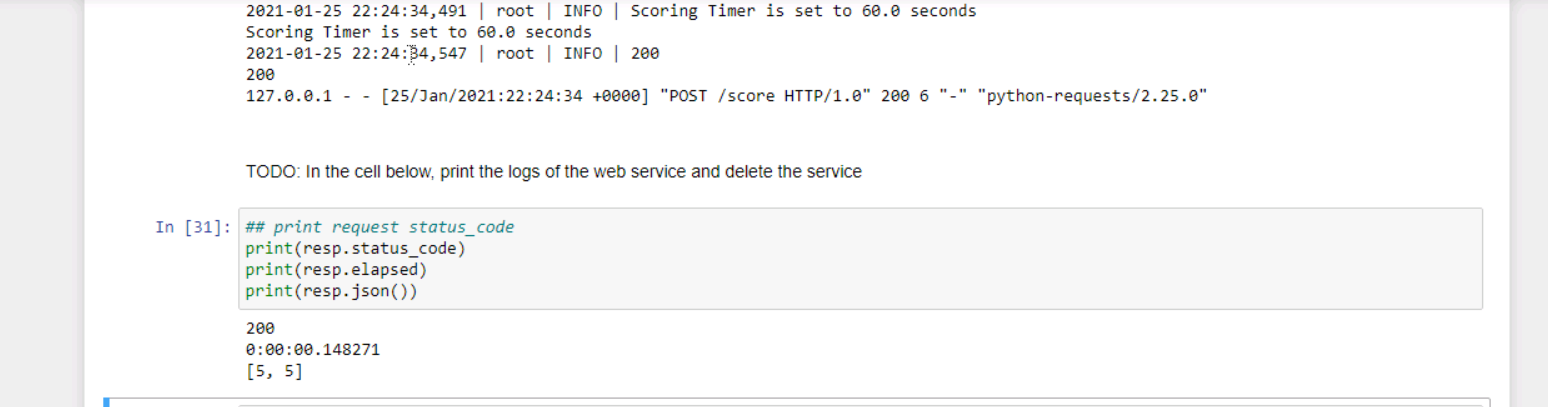 2021-01-25 22:24:34,491 | root | INFO | Scoring Timer is set to 60.0 seconds
Scoring Timer is set to 60.0 seconds
2021-01-25 22:24:34,547 | root | INFO | 200
200
127.0.0.1 - - [25/Jan/2021:22:24:34 +0000] "POST /score HTTP/1.0" 200 6 "-" "python-requests/2.25.0"
TODO: In the cell below, print the logs of the web service and delete the service
In [31]: ## print request status_code
print(resp.status_code)
print(resp.elapsed)
print(resp.json())
200
0:00:00.148271
[5, 5]